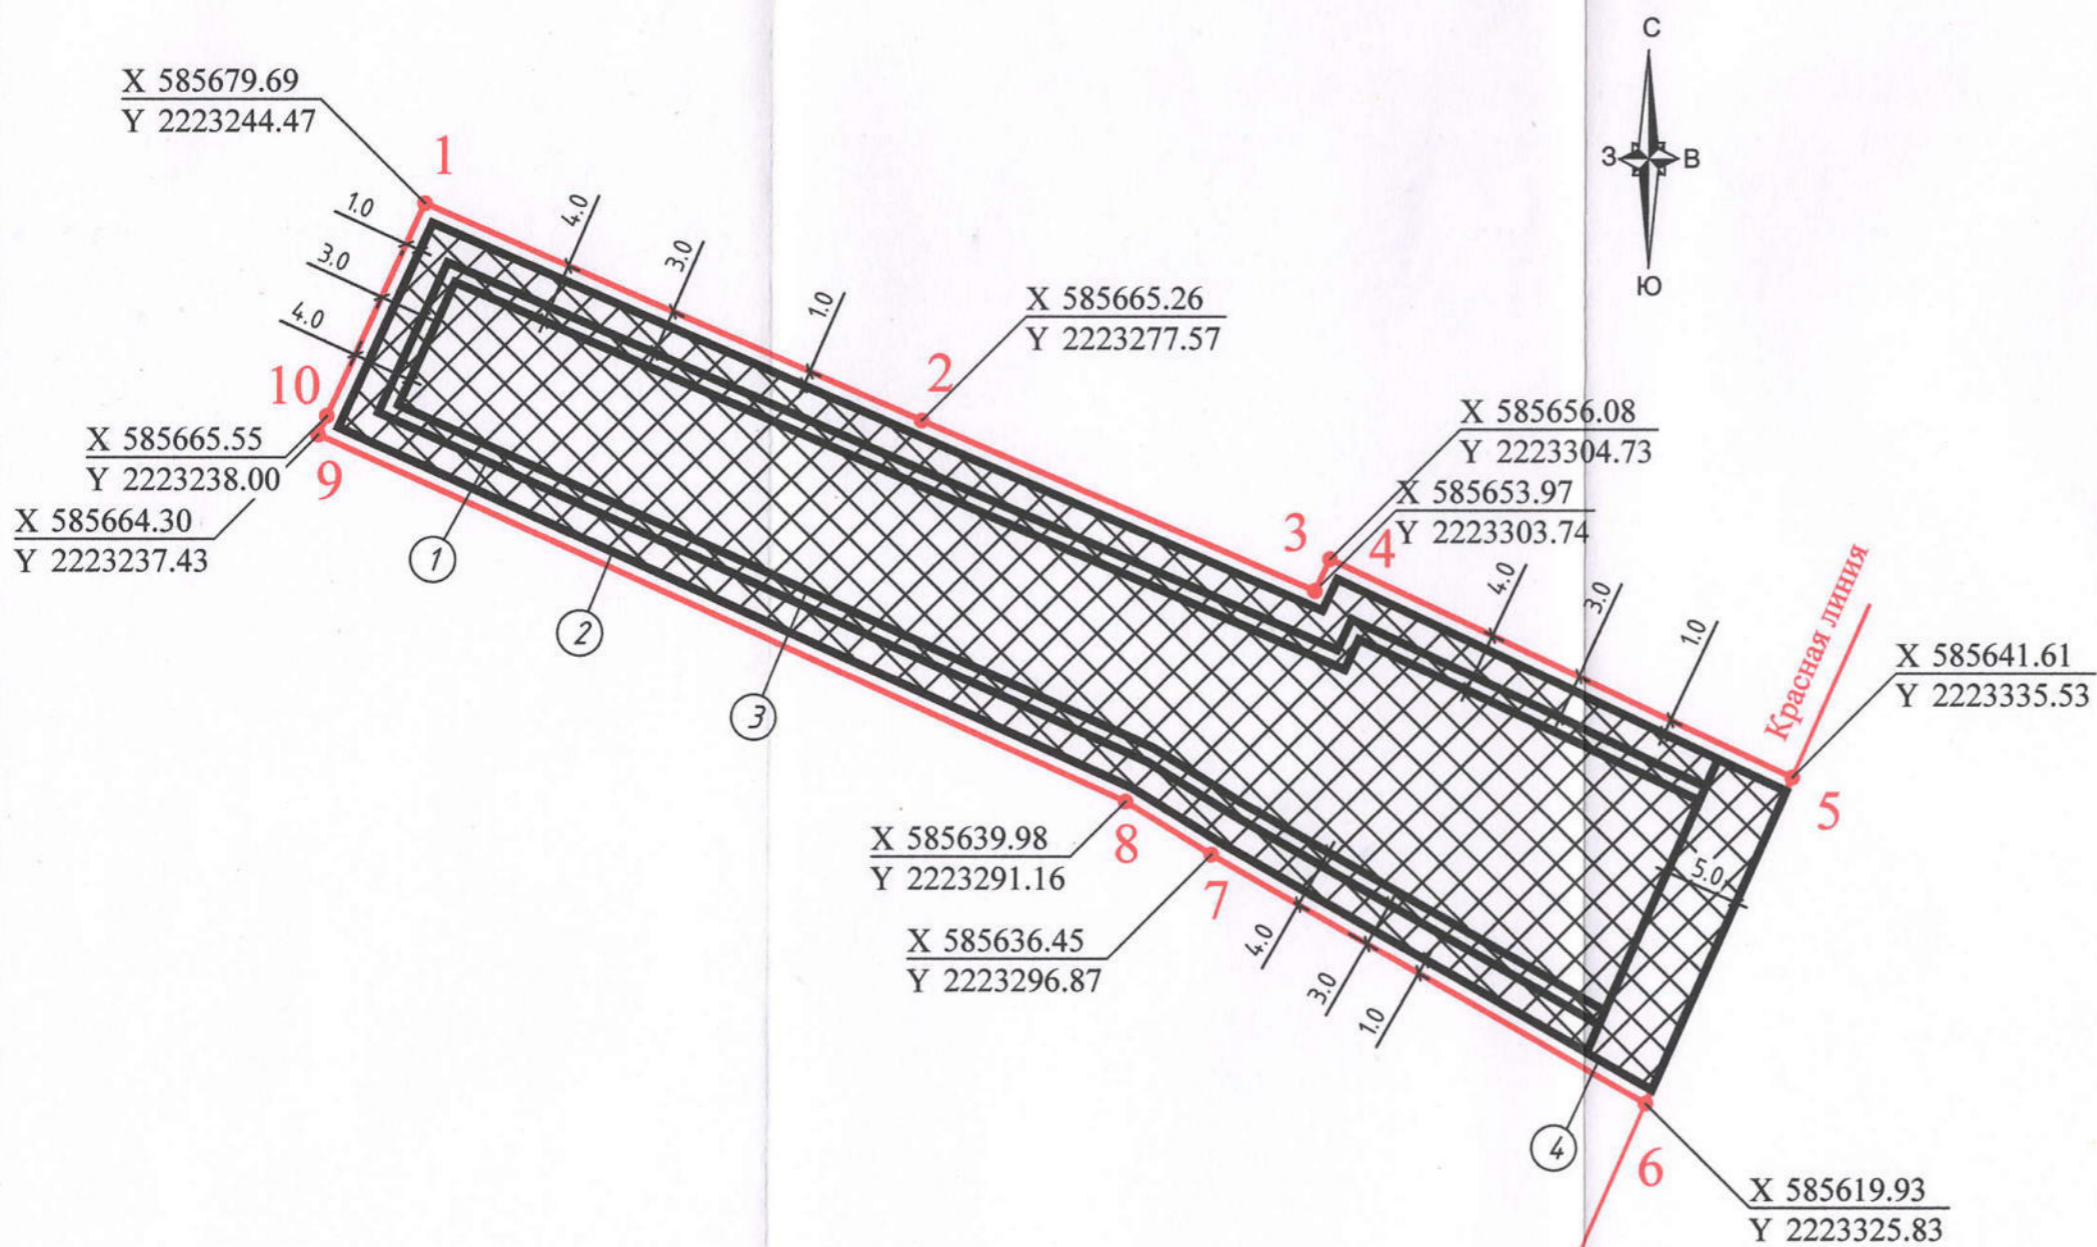 С
З
В
Ю
X 585679.69
Y 2223244.47
1
1.0
3.0
4.0
4.0
3.0
1.0
X 585665.26
Y 2223277.57
2
10
X 585665.55
Y 2223238.00
9
X 585664.30
Y 2223237.43
X 585656.08
Y 2223304.73
X 585653.97
Y 2223303.74
3
4
4.0
3.0
1.0
Красная линия
X 585641.61
Y 2223335.53
5
1
2
3
5.0
X 585639.98
Y 2223291.16
8
7
X 585636.45
Y 2223296.87
4.0
3.0
1.0
4
6
X 585619.93
Y 2223325.83